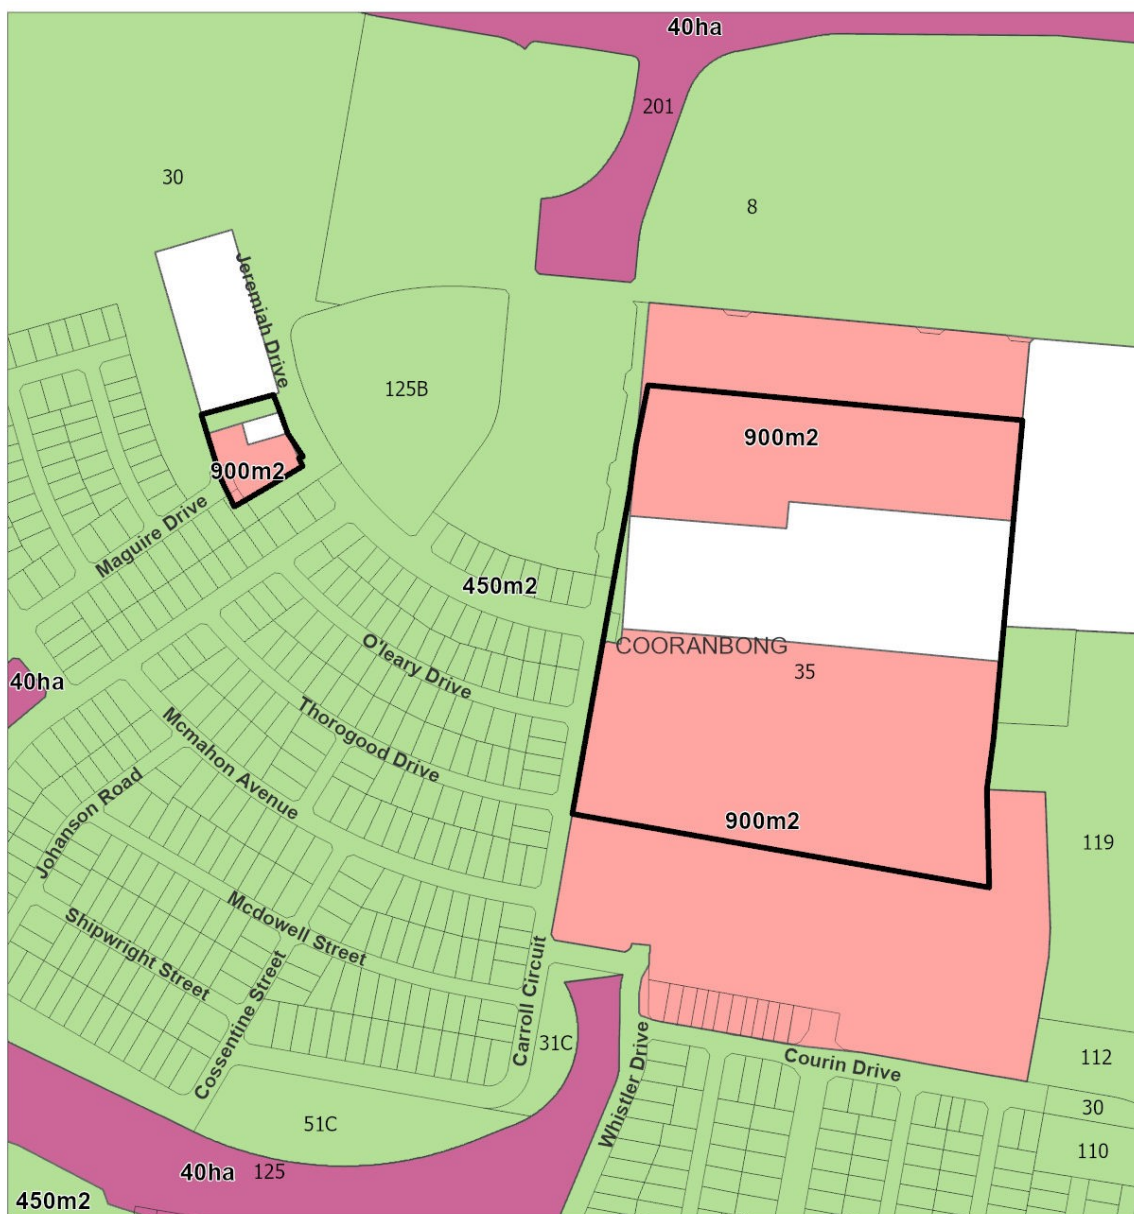 40ha
201
30
8
Jeremiah Drive
125B
900m2
900m2
Maguire Drive
450m2
COORANBONG
35
O'leary Drive
40ha
Thorogood Drive
Mcmahon Avenue
Johanson Road
900m2
119
Mcdowell Street
Shipwright Street
Cossentine Street
Carroll Circuit
31C
Whistler Drive
Courin Drive
112
30
51C
110
40ha
125
450m2